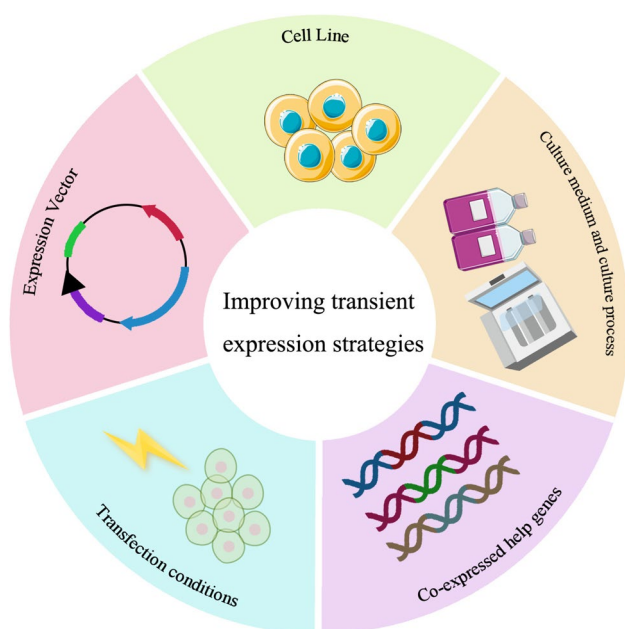 Cell Line
Culture medium and culture process
Co-expressed help genes
Transfection conditions
Expression Vector
Improving transient
expression strategies